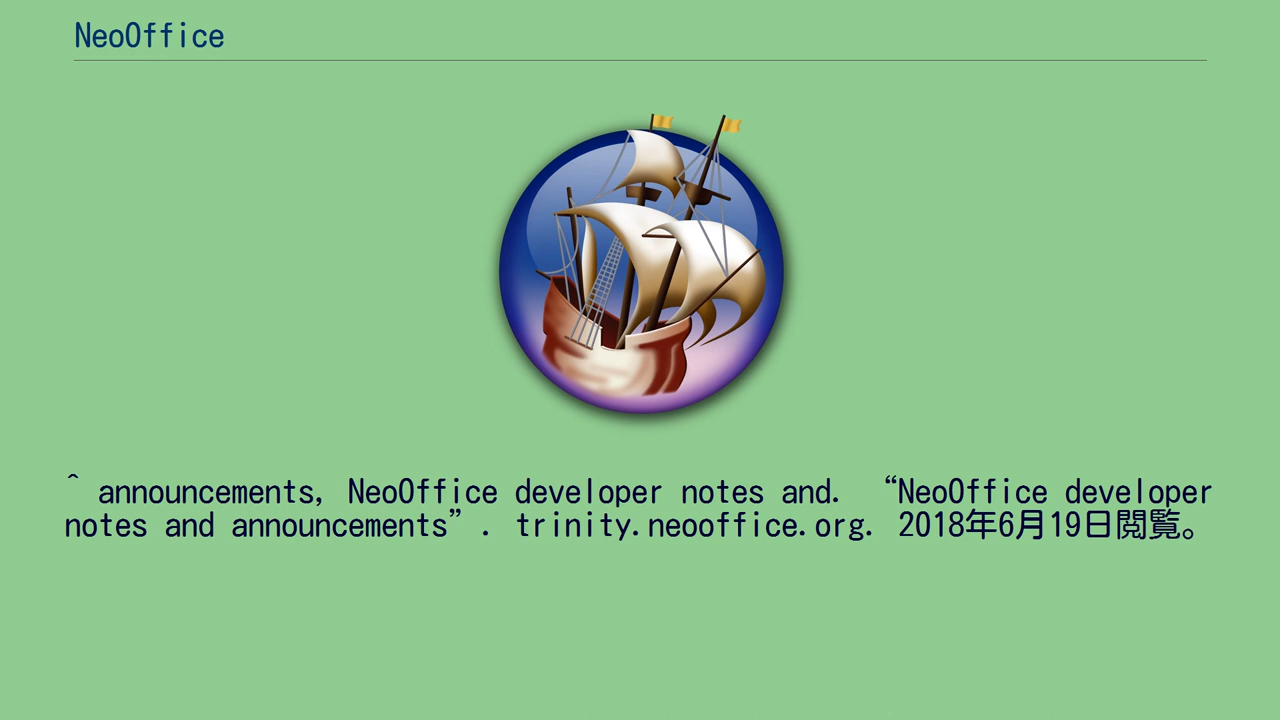 NeoOffice
^ announcements, NeoOffice developer notes and. “NeoOffice developer
notes and announcements”. trinity.neooffice.org. 2018年6月19日閲覧。